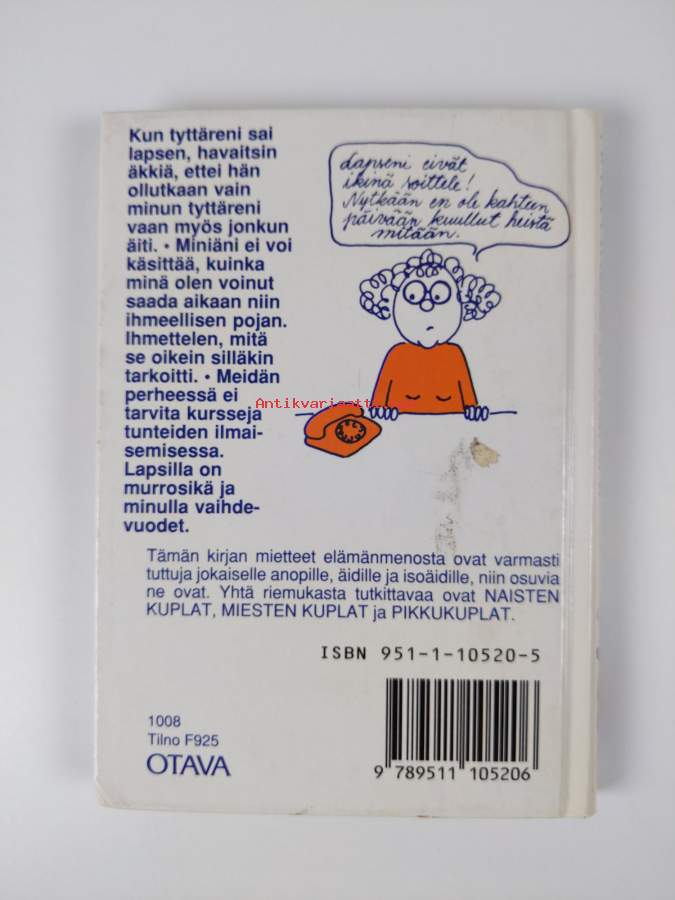 Kun tyttäreni sai
lapsen, havaitsin
äkkiä, ettei hän
ollutkaan vain
minun tyttäreni
vaan myös jonkun
äiti. • Miniäni ei voi
käsittää, kuinka
minä olen voinut
saada aikaan niin
ihmeellisen pojan.
Ihmettelen, mitä
se oikein silläkin
tarkoitti. • Meidän
perheessä ei
tarvita kursseja
tunteiden ilmai-
semisessa.
Lapsilla on
murrosikä ja
minulla vaihde-
vuodet.
Lapseni eivät
ikinä soittele!
Nytkään en ole kahteen
päivään kuullut heistä
mitään.
Tämän kirjan mietteet elämänmenosta ovat varmasti
tuttuja jokaiselle anopille, äidille ja isoäidille, niin osuvia
ne ovat. Yhtä riemukasta tutkittavaa ovat NAISTEN
KUPLAT, MIESTEN KUPLAT ja PIKKUKUPLAT.
ISBN 951-1-10520-5
1008
Tilno F925
OTAVA
9 789511 105206